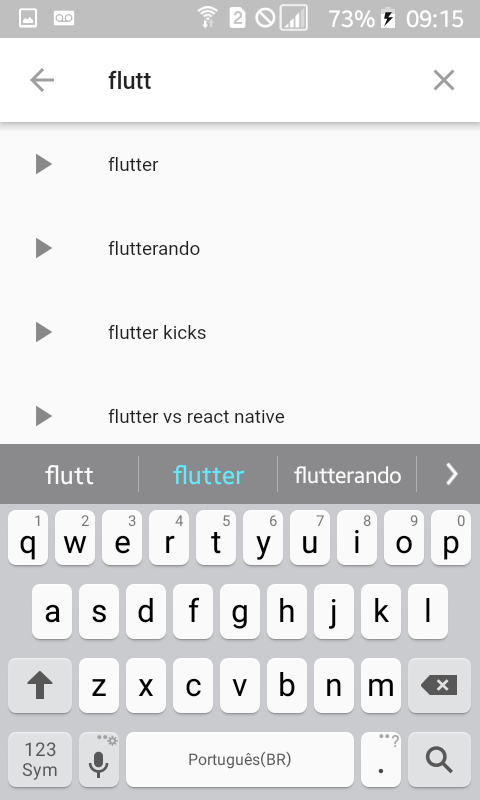 2 73% 09:15
flutt
flutter
flutterando
flutter kicks
flutter vs react native
flutt flutter flutterando
1 2 3 4 5 6 7 8 9 0
q w e r t y u i o p
a s d f g h j k l
z x c v b n m
123 Sym Português(BR) . ?